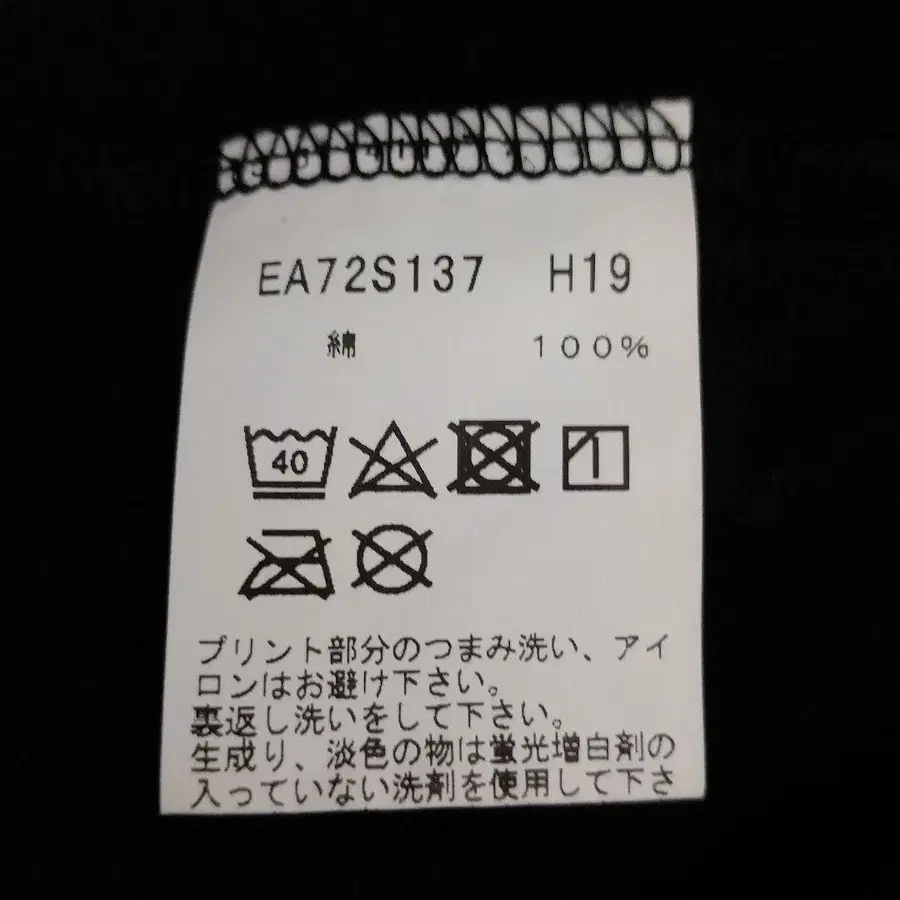 EA72S137 H19
綿 100%
40
プリント部分のつまみ洗い、アイ
ロンはお避け下さい。
裏返し洗いをして下さい。
生成り、淡色の物は蛍光増白剤の
入っていない洗剤を使用して下さ